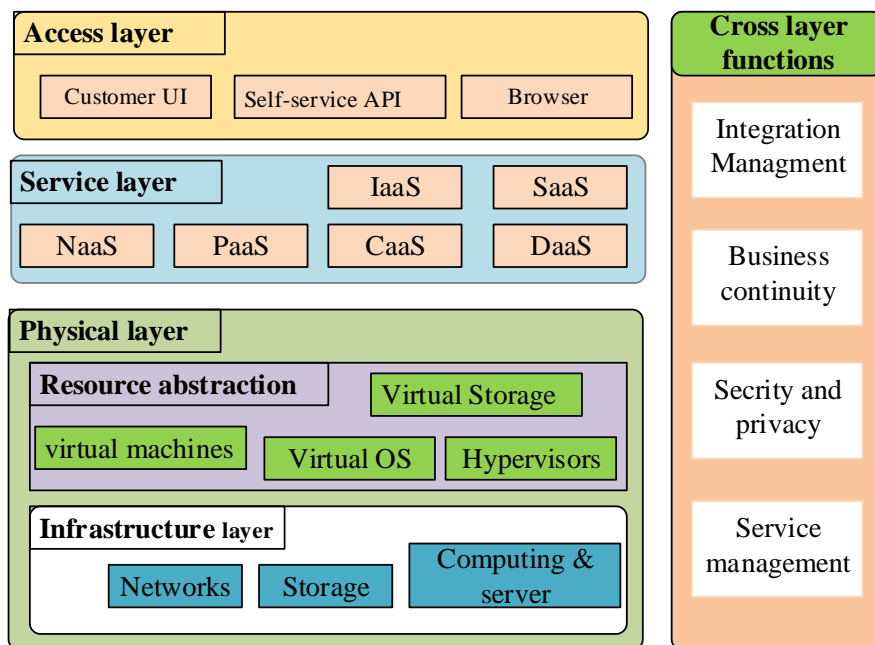 Access layer
Customer UI
Self-service API
Browser
Service layer
IaaS
SaaS
NaaS
PaaS
CaaS
DaaS
Physical layer
Resource abstraction
Virtual Storage
virtual machines
Virtual OS
Hypervisors
Infrastructure layer
Networks
Storage
Computing &
server
Cross layer
functions
Integration
Managment
Business
continuity
Secrity and
privacy
Service
management